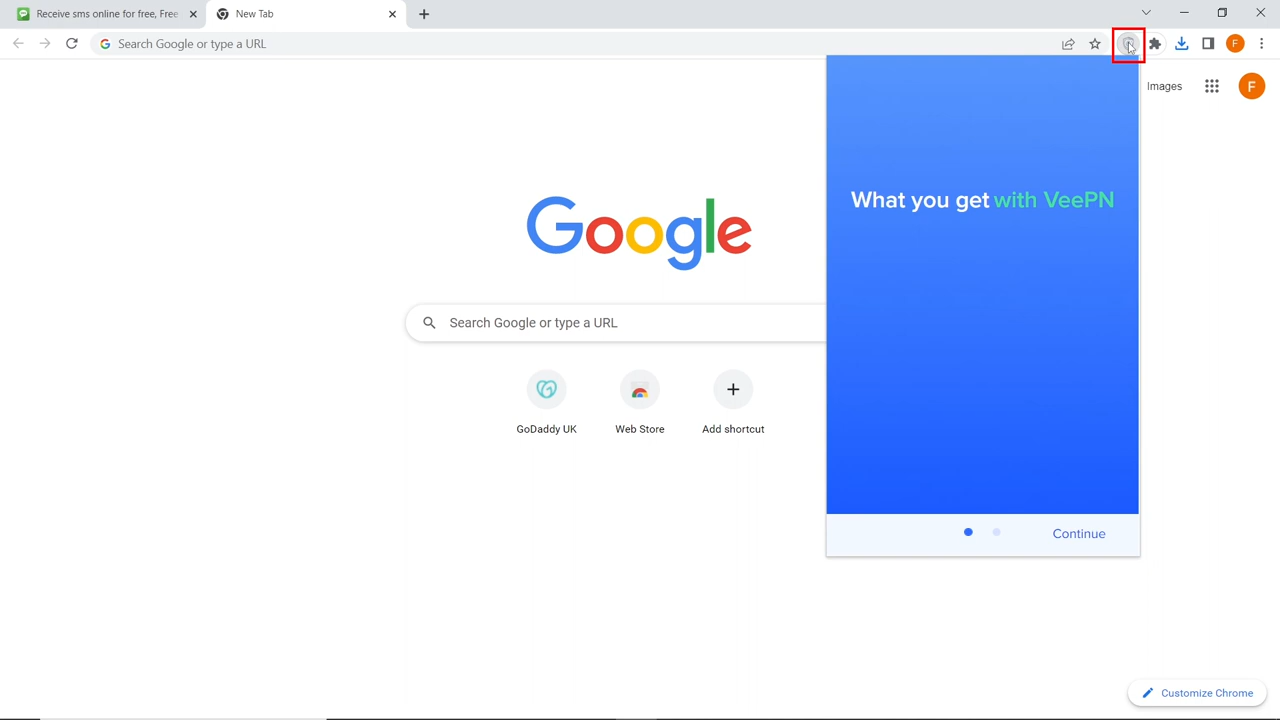 Receive sms online for free, Free
New Tab
Search Google or type a URL
F
Images
F
What you get with VeePN
Google
Search Google or type a URL
GoDaddy UK
Web Store
Add shortcut
Continue
Customize Chrome